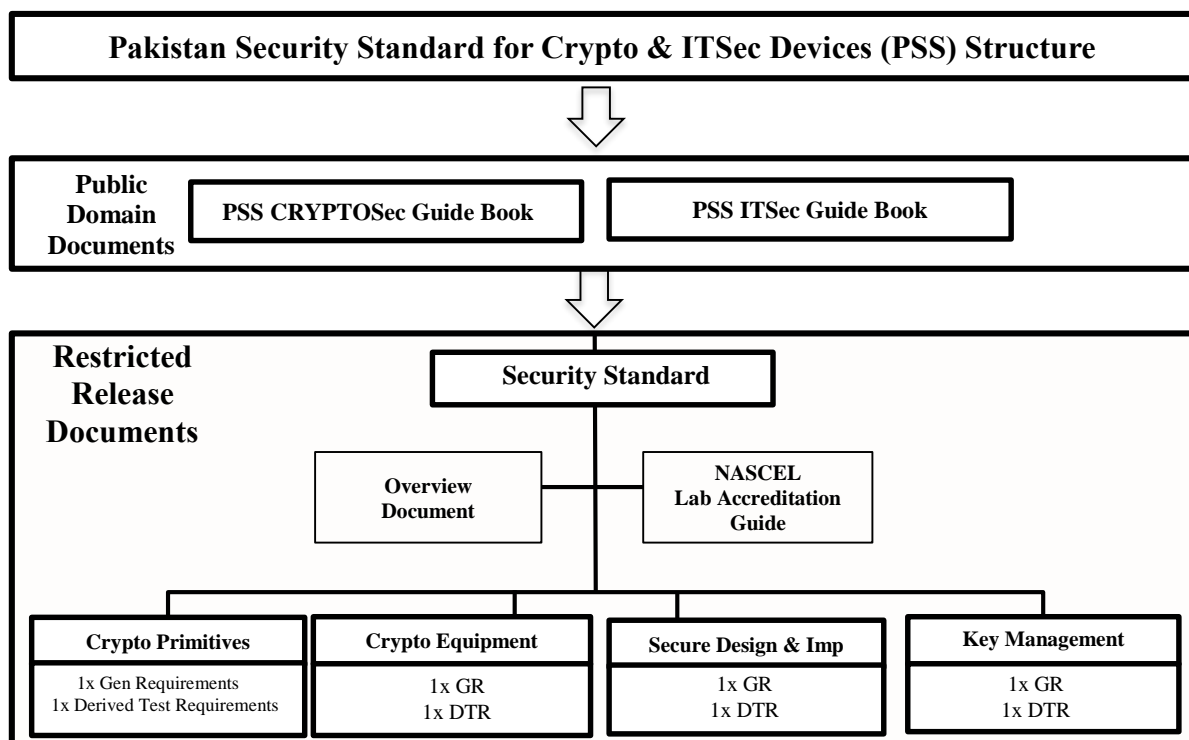 Pakistan Security Standard for Crypto & ITSec Devices (PSS) Structure
Public
Domain
Documents
PSS CRYPTOSec Guide Book
PSS ITSec Guide Book
Restricted
Release
Documents
Security Standard
Overview
Document
NASCEL
Lab Accreditation
Guide
Crypto Primitives
1x Gen Requirements
1x Derived Test Requirements
Crypto Equipment
1x GR
1x DTR
Secure Design & Imp
1x GR
1x DTR
Key Management
1x GR
1x DTR